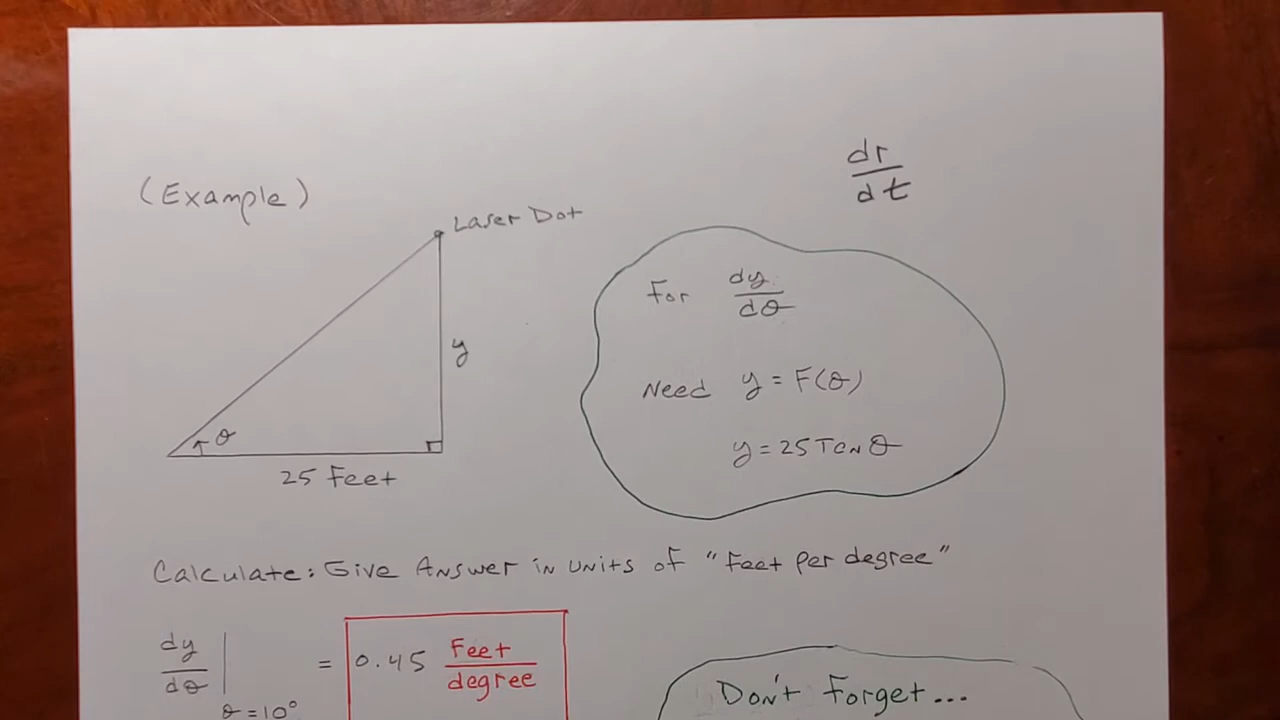 dr
dt
(Example)
Laser Dot
For dy
dθ
y
Need y = F(θ)
θ
y = 25 Tan θ
25 Feet
Calculate: Give Answer in units of "Feet per degree"
dy
dθ
θ = 10°
= 0.45 Feet
degree
Don't Forget...